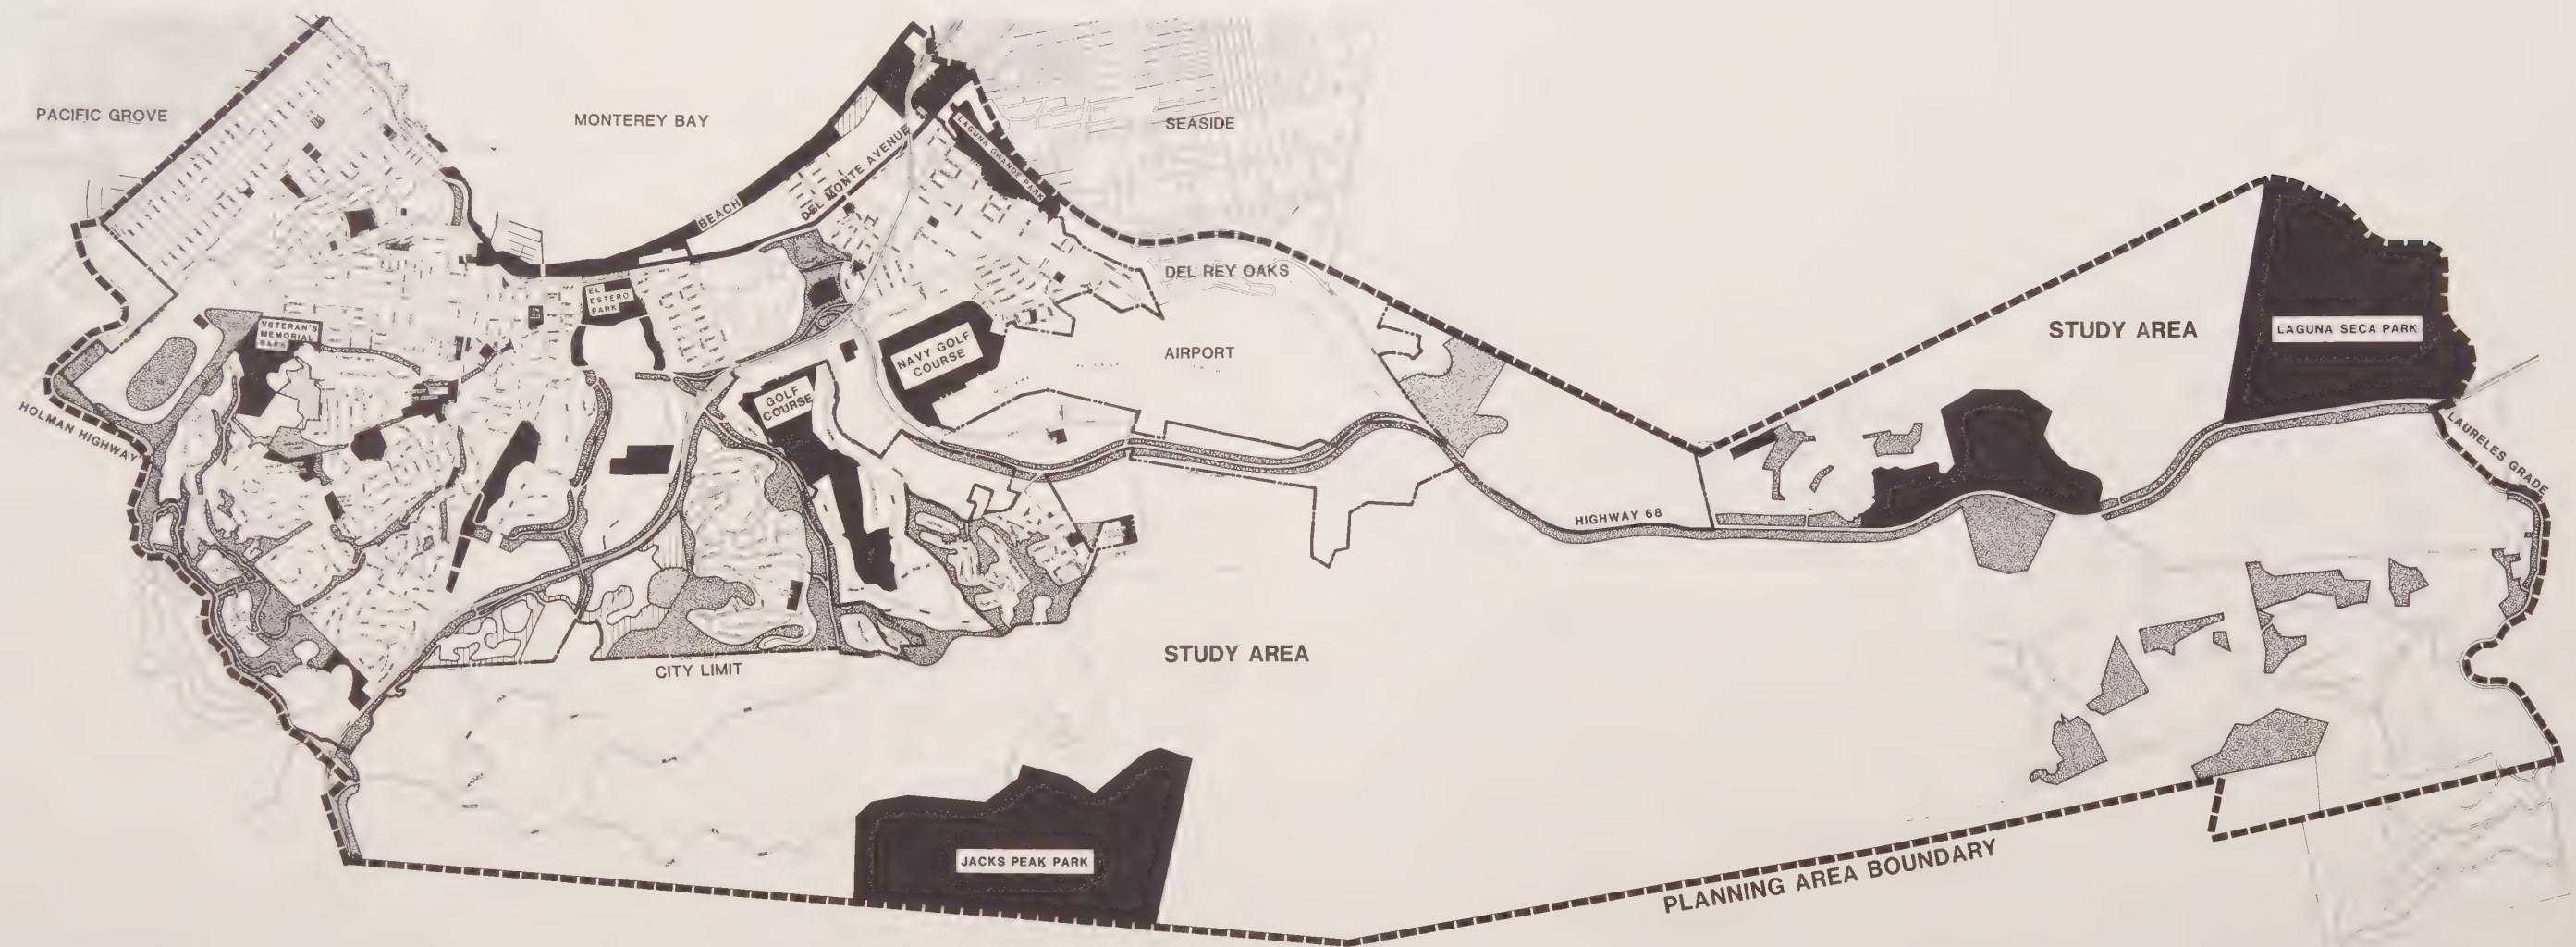 PACIFIC GROVE
MONTEREY BAY
SEASIDE
LAGUNA GRANDE PARK
DEL MONTE AVENUE
BEACH
DEL REY OAKS
EL
ESTERO
PARK
VETERAN'S
MEMORIAL
PARK
NAVY GOLF
COURSE
AIRPORT
STUDY AREA
LAGUNA SECA PARK
GOLF
COURSE
HOLMAN HIGHWAY
LAURELES GRADE
HIGHWAY 68
CITY LIMIT
STUDY AREA
JACKS PEAK PARK
PLANNING AREA BOUNDARY